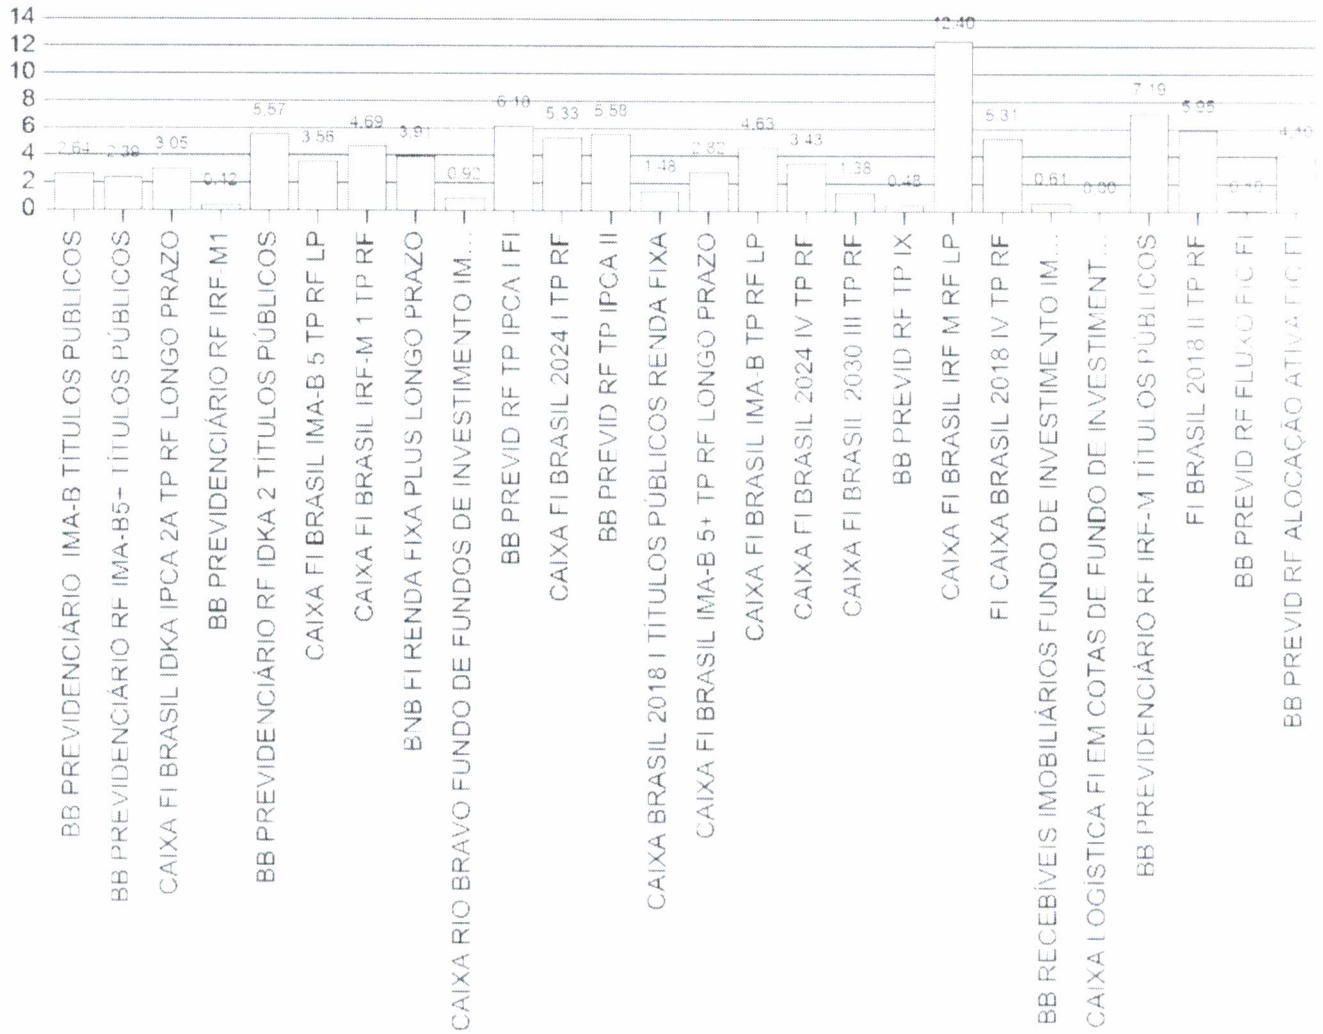 14
12
10
8
6
4
2
0
2.64
2.39
3.05
0.42
5.57
3.56
4.69
3.91
0.92
6.18
5.33
5.58
1.48
2.82
4.63
3.43
1.38
0.48
12.40
5.31
0.61
0.00
7.19
5.95
0.10
BB PREVIDENCIÁRIO IMA-B TÍTULOS PÚBLICOS
BB PREVIDENCIÁRIO RF IMA-B5+ TÍTULOS PÚBLICOS
CAIXA FI BRASIL IDKA IPCA 2A TP RF LONGO PRAZO
BB PREVIDENCIÁRIO RF IRF-M1
BB PREVIDENCIÁRIO RF IDKA 2 TÍTULOS PÚBLICOS
CAIXA FI BRASIL IMA-B 5 TP RF LP
CAIXA FI BRASIL IRF-M 1 TP RF
BNB FI RENDA FIXA PLUS LONGO PRAZO
CAIXA RIO BRAVO FUNDO DE FUNDOS DE INVESTIMENTO IM...
BB PREVID RF TP IPCA I FI
CAIXA FI BRASIL 2024 I TP RF
BB PREVID RF TP IPCA II
CAIXA BRASIL 2018 I TÍTULOS PÚBLICOS RENDA FIXA
CAIXA FI BRASIL IMA-B 5+ TP RF LONGO PRAZO
CAIXA FI BRASIL IMA-B TP RF LP
CAIXA FI BRASIL 2024 IV TP RF
CAIXA FI BRASIL 2030 III TP RF
BB PREVID RF TP IX
CAIXA FI BRASIL IRF M RF LP
FI CAIXA BRASIL 2018 IV TP RF
BB RECEBÍVEIS IMOBILIÁRIOS FUNDO DE INVESTIMENTO IM...
CAIXA LOGÍSTICA FI EM COTAS DE FUNDO DE INVESTIMENT...
BB PREVIDENCIÁRIO RF IRF-M TÍTULOS PÚBLICOS
FI BRASIL 2018 II TP RF
BB PREVID RF FLUXO FIC FI
BB PREVID RF ALOCAÇÃO ATIVA FIC FI